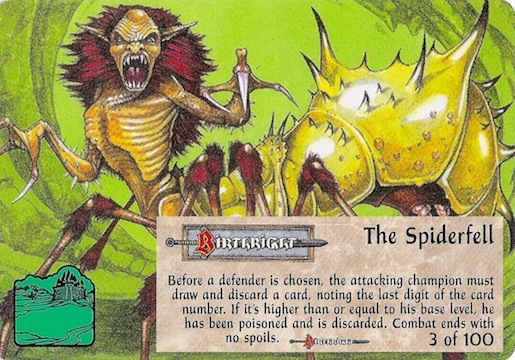 BIRTHRIGHT
The Spiderfell
Before a defender is chosen, the attacking champion must
draw and discard a card, noting the last digit of the card
number. If it's higher than or equal to his base level, he
has been poisoned and is discarded. Combat ends with
no spoils. BIRTHRIGHT 3 of 100